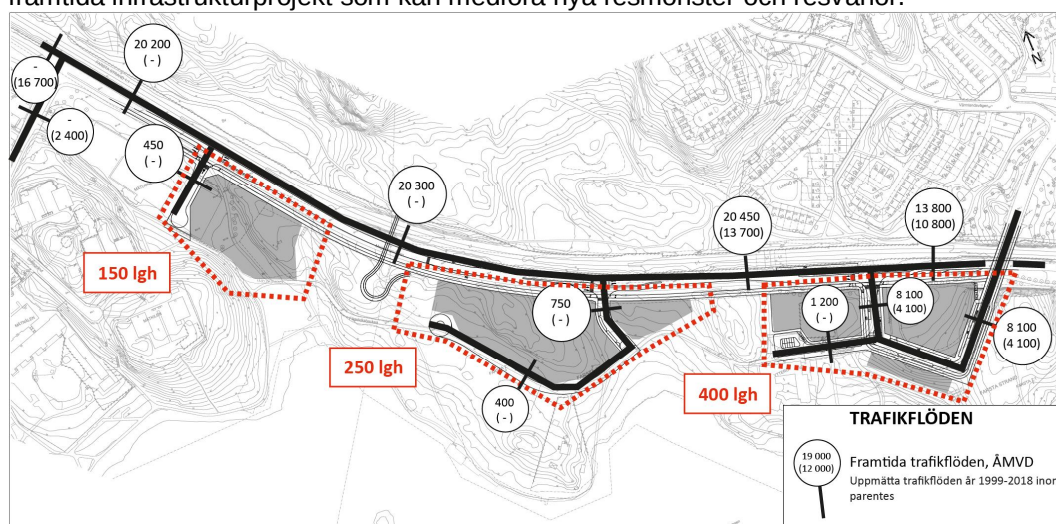 framtida infrastrukturprojekt som kan medföra nya resmönster och resvanor.
20 200
( - )
-
(16 700)
-
(2 400)
450
( - )
N
20 300
( - )
20 450
(13 700)
13 800
(10 800)
150 lgh
750
( - )
1 200
( - )
8 100
(4 100)
8 100
(4 100)
250 lgh
400 lgh
400
( - )
TRAFIKFLÖDEN
19 000
(12 000)
Framtida trafikflöden, ÅMVD
Uppmätta trafikflöden år 1999-2018 inom
parentes